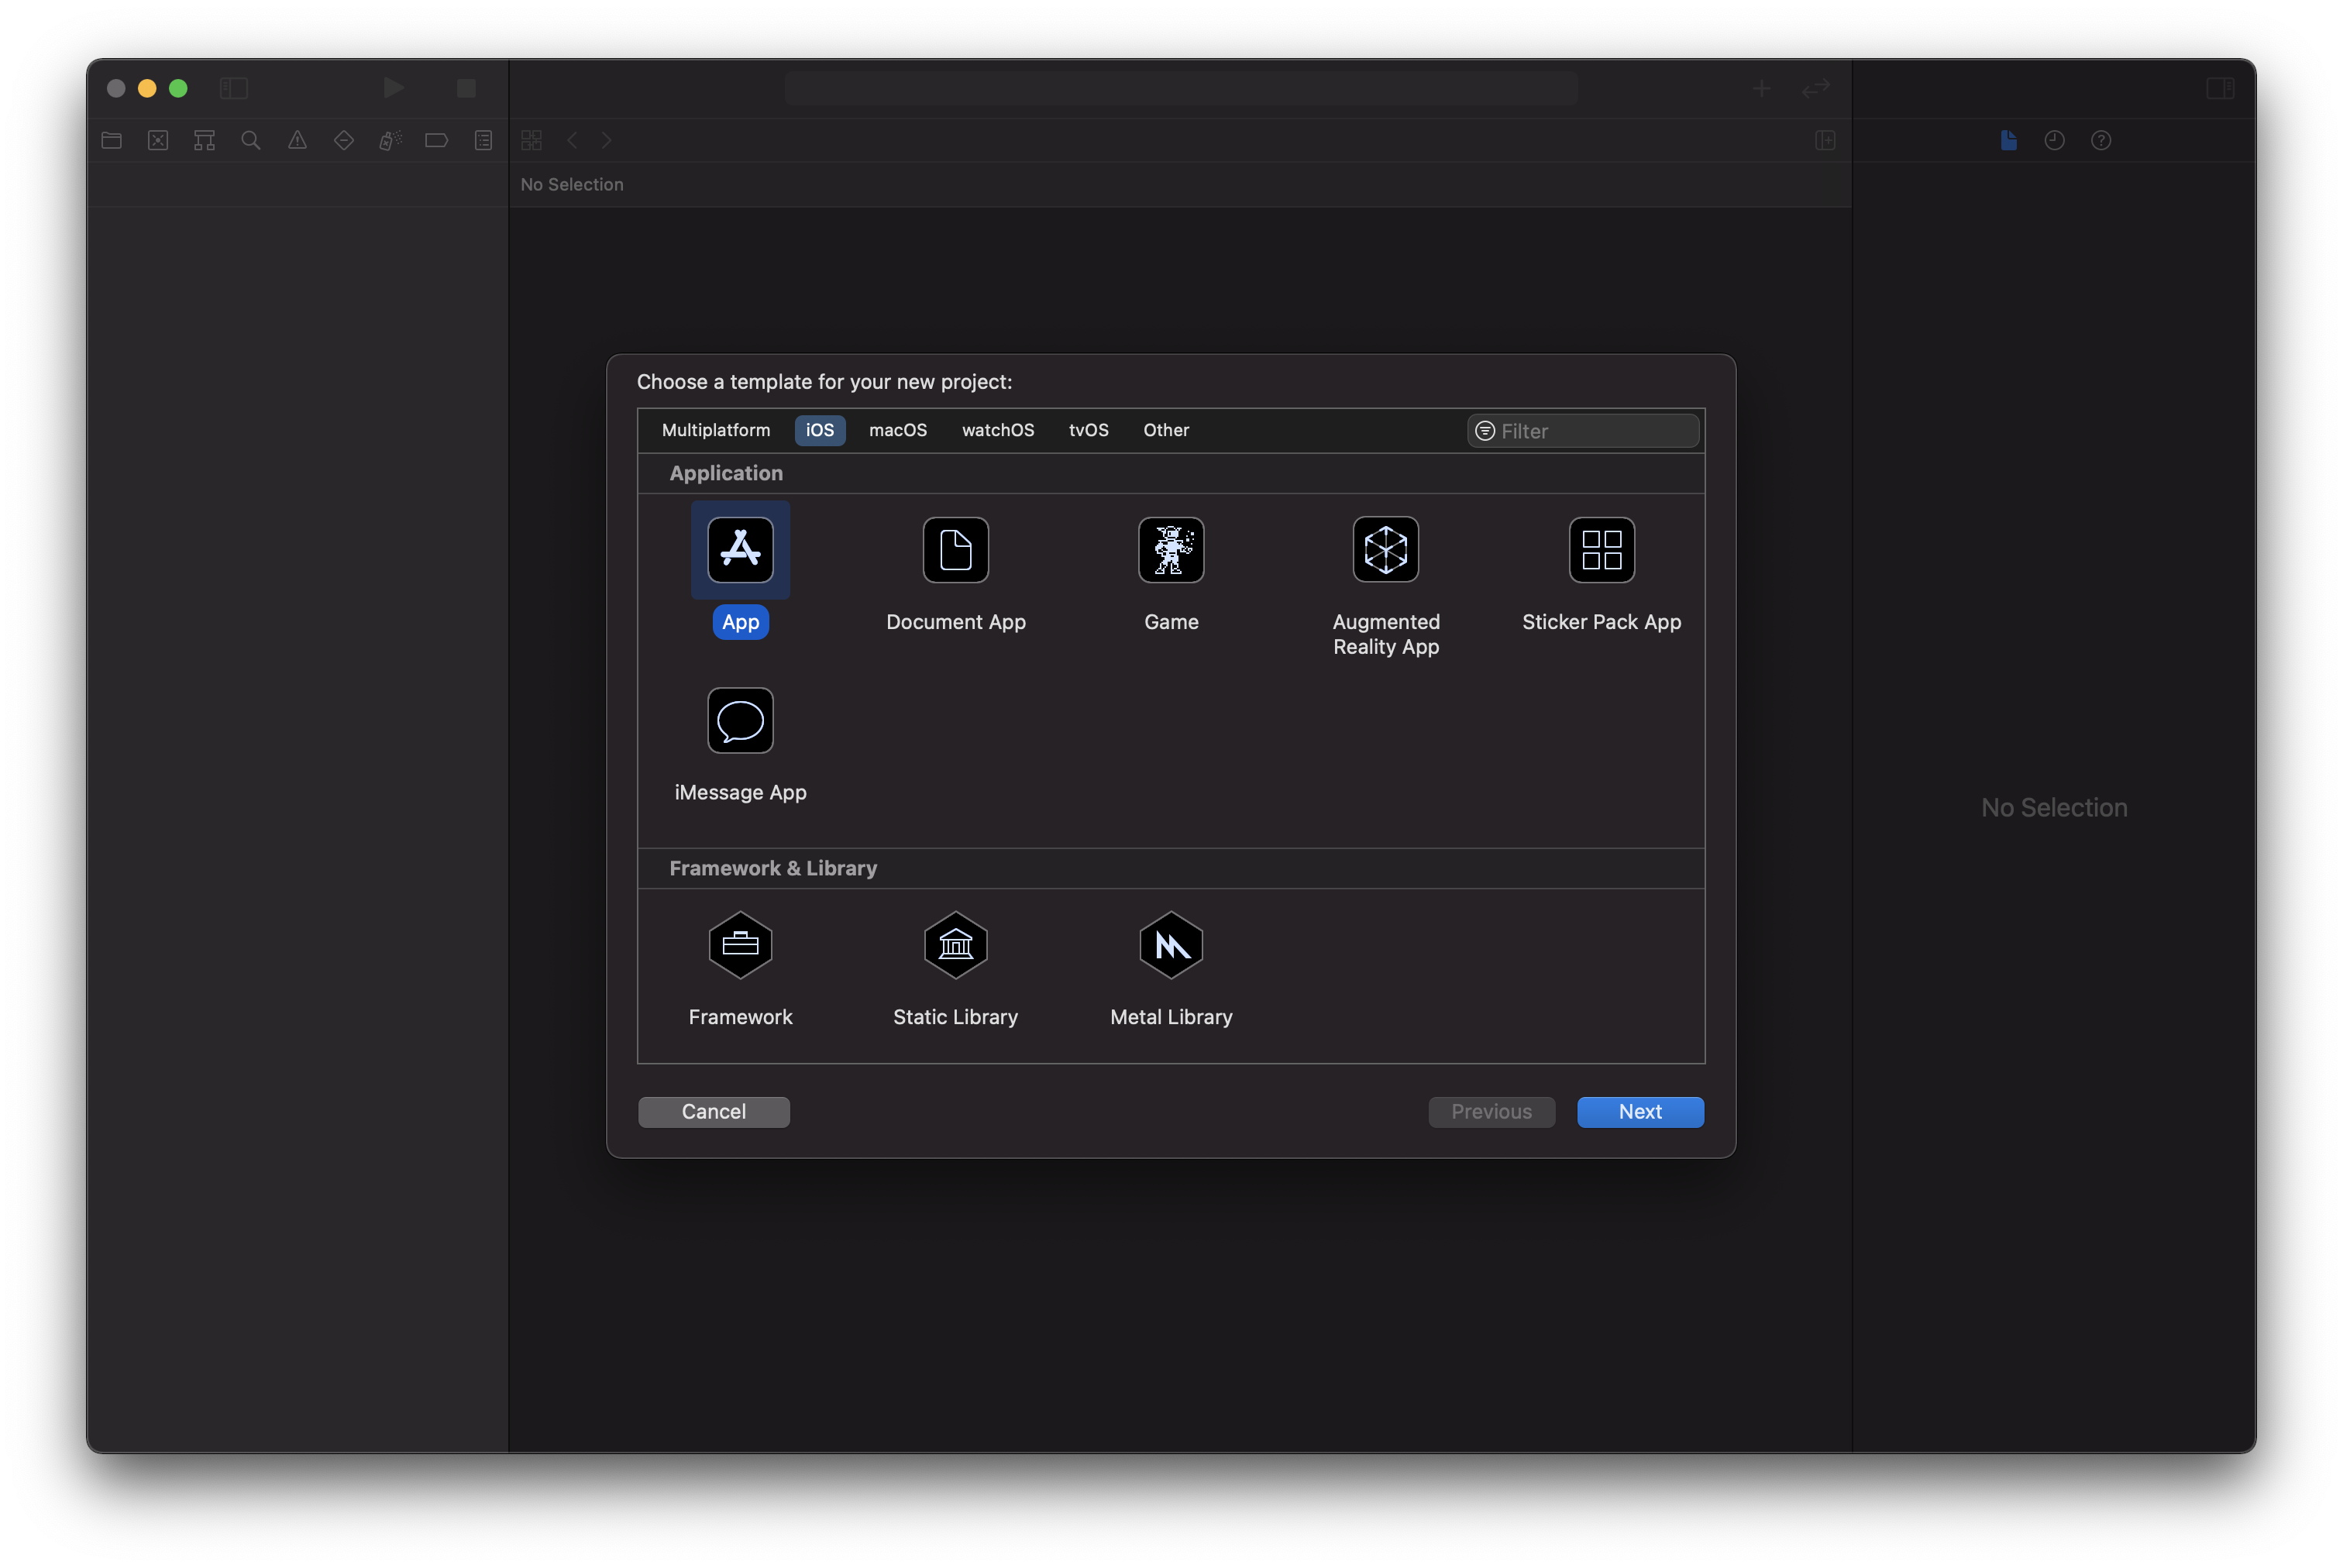 No Selection
Choose a template for your new project:
Multiplatform iOS macOS watchOS tvOS Other Filter
Application
App Document App Game Augmented Reality App Sticker Pack App
iMessage App
Framework & Library
Framework Static Library Metal Library
Cancel Previous Next
No Selection